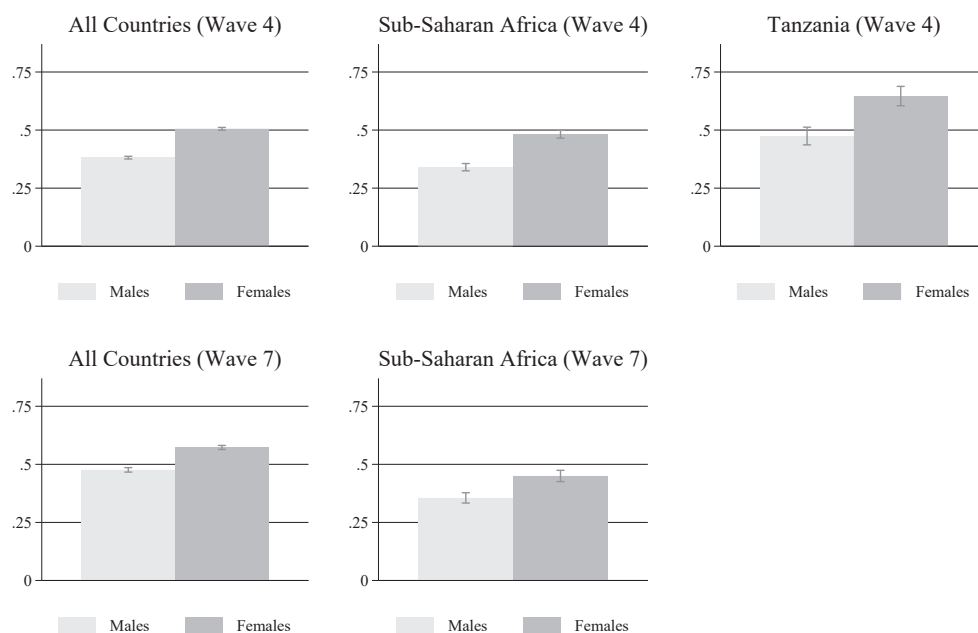 All Countries (Wave 4)
.75
.5
.25
0
Males Females
Sub-Saharan Africa (Wave 4)
.75
.5
.25
0
Males Females
Tanzania (Wave 4)
.75
.5
.25
0
Males Females
All Countries (Wave 7)
.75
.5
.25
0
Males Females
Sub-Saharan Africa (Wave 7)
.75
.5
.25
0
Males Females